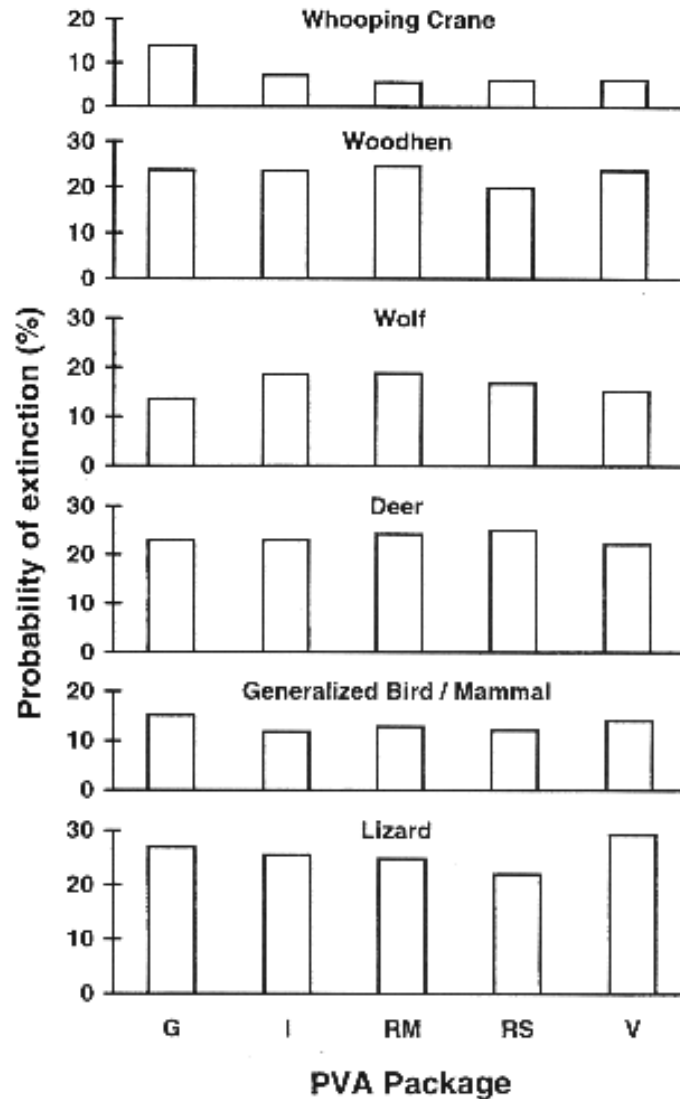 Whooping Crane
20
10
0
Woodhen
30
20
10
0
Wolf
30
20
10
0
Deer
30
20
10
0
Generalized Bird / Mammal
20
10
0
Lizard
30
20
10
0
Probability of extinction (%)
G I RM RS V
PVA Package